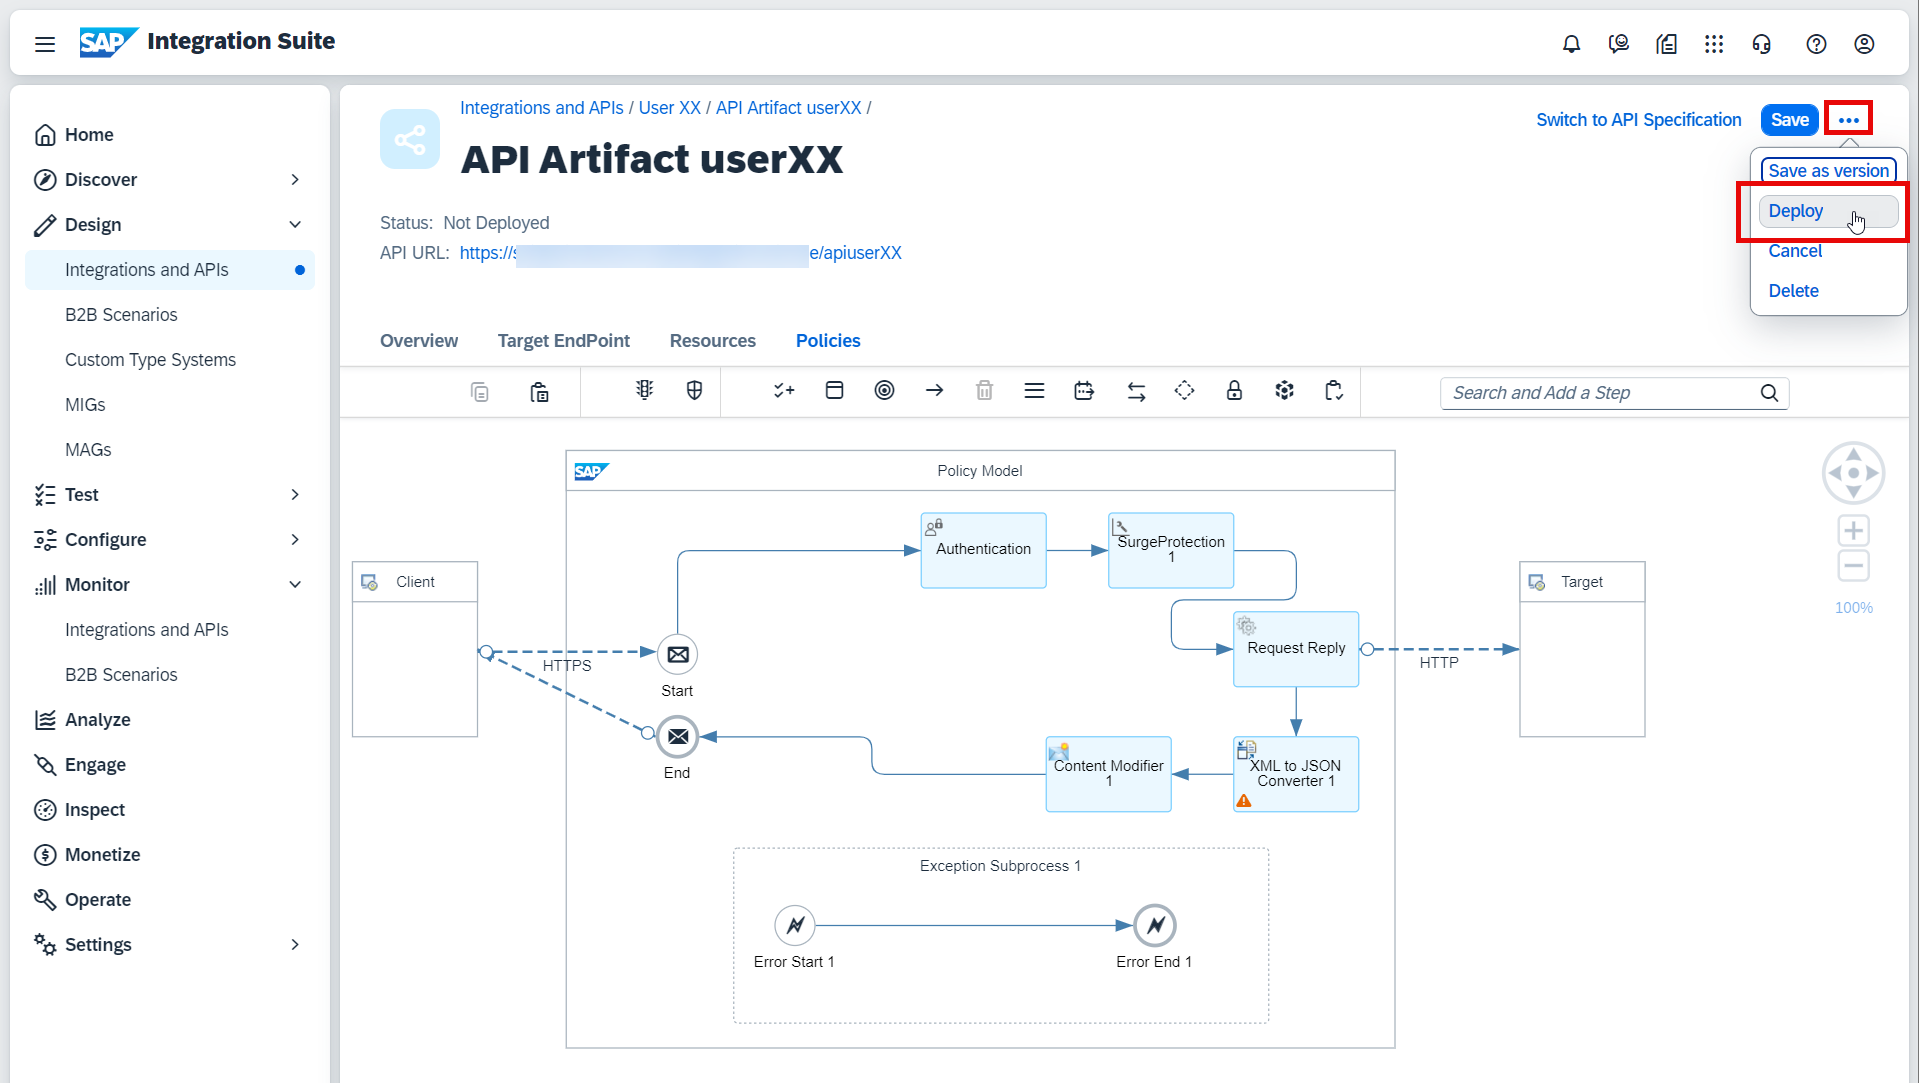 SAP Integration Suite
Home
Discover
Design
Integrations and APIs
B2B Scenarios
Custom Type Systems
MIGs
MAGs
Test
Configure
Monitor
Integrations and APIs
B2B Scenarios
Analyze
Engage
Inspect
Monetize
Operate
Settings
Integrations and APIs / User XX / API Artifact userXX /
API Artifact userXX
Switch to API Specification
Save
Save as version
Deploy
Cancel
Delete
Status: Not Deployed
API URL: https://s e/apiuserXX
Overview
Target EndPoint
Resources
Policies
Search and Add a Step
SAP
Policy Model
Authentication
SurgeProtection
1
Client
Target
Request Reply
HTTPS
HTTP
Start
End
Content Modifier
1
XML to JSON
Converter 1
100%
Exception Subprocess 1
Error Start 1
Error End 1